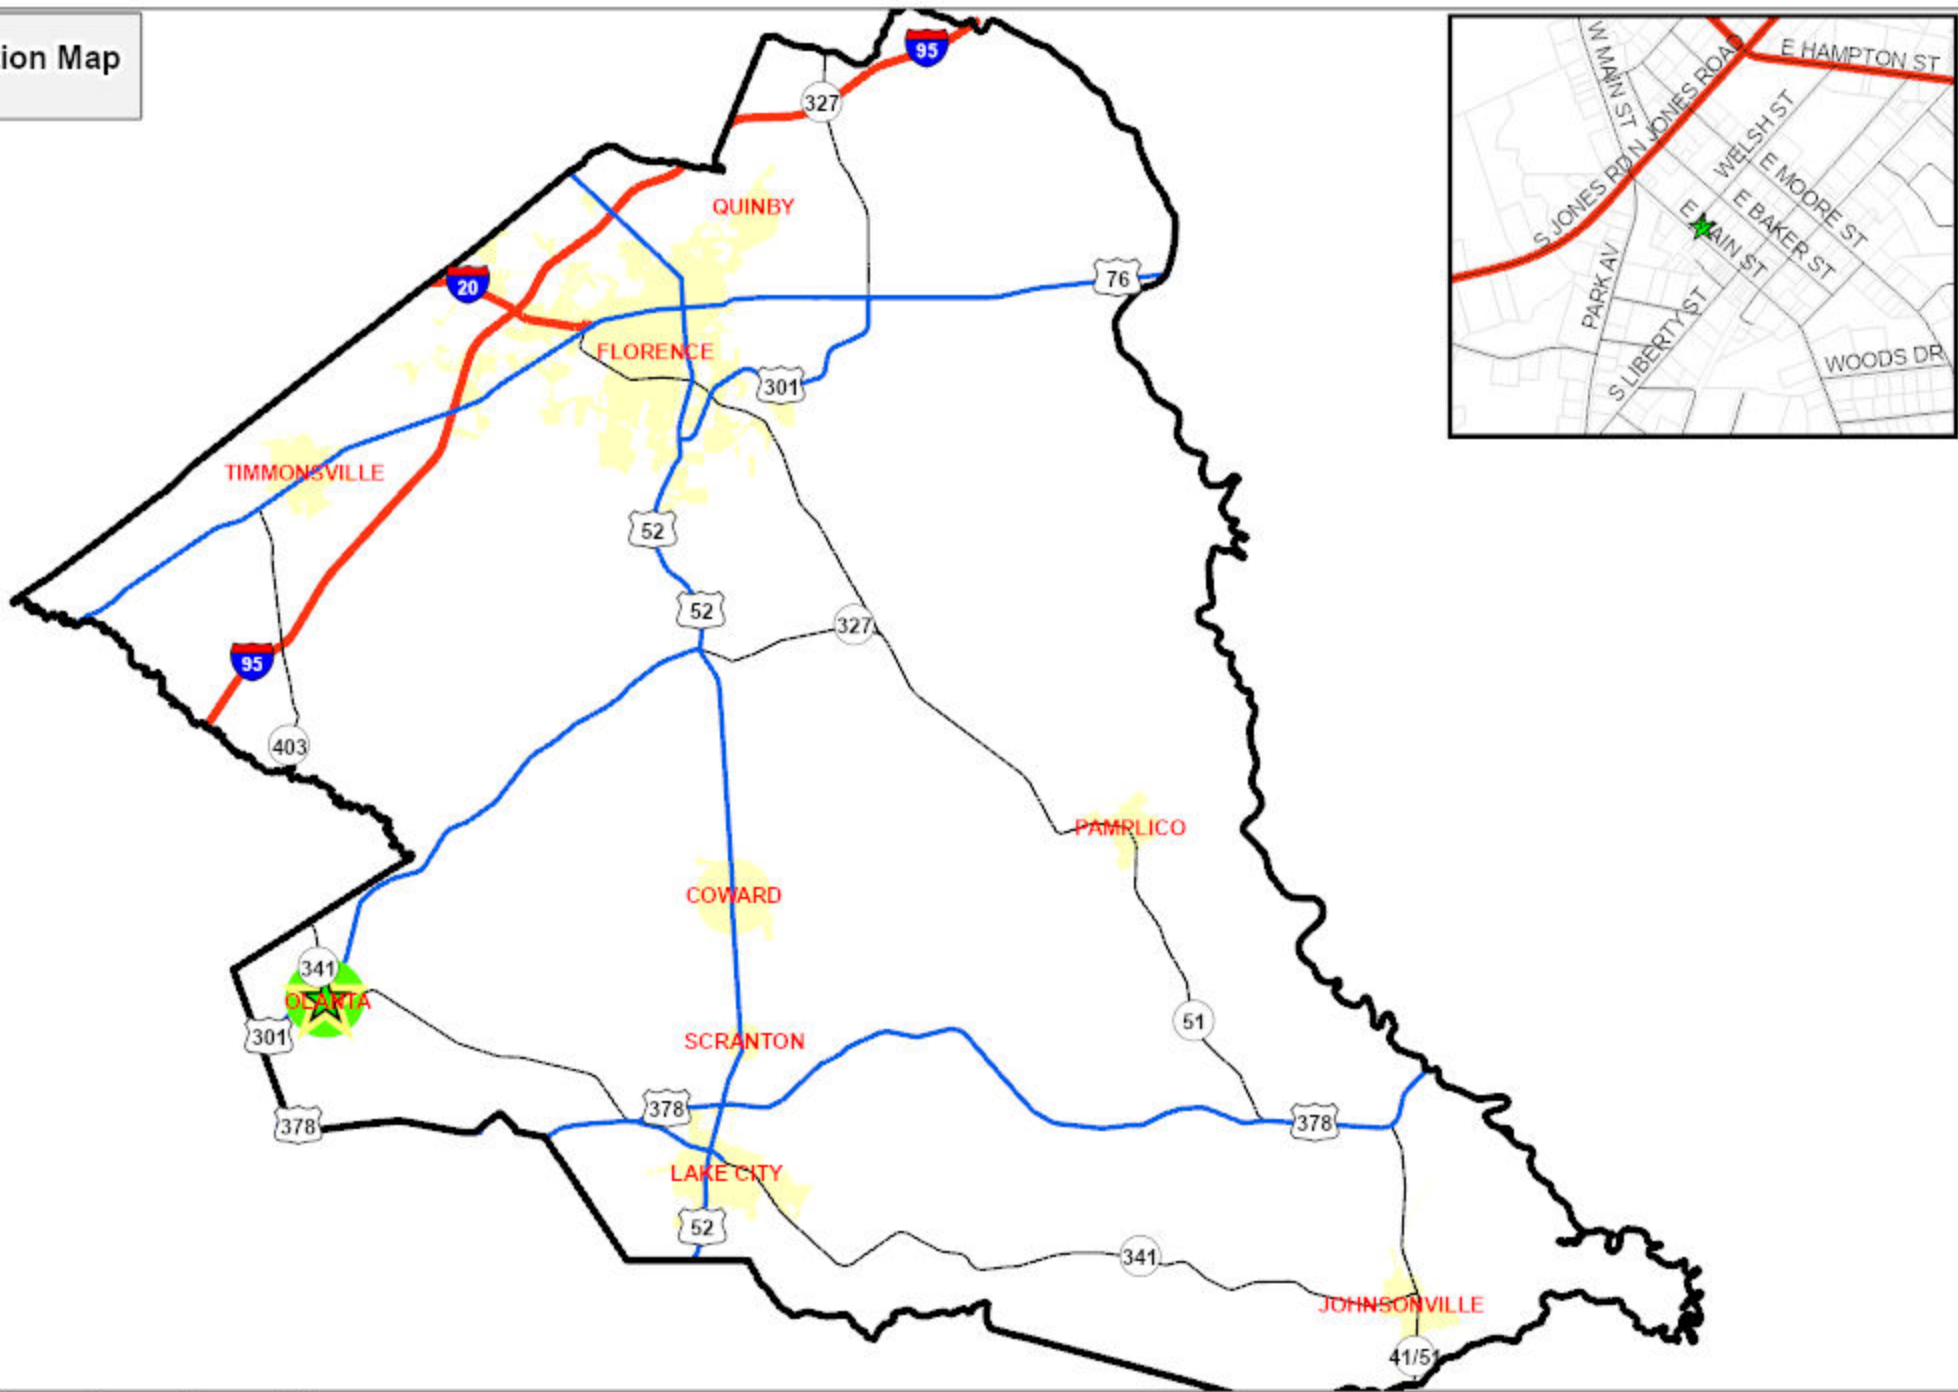 ion Map
95
327
QUINBY
20
76
FLORENCE
301
TIMMONSVILLE
52
52
327
95
403
PAMPLICO
COWARD
341
OLANTA
301
51
SCRANTON
378
378
378
LAKE CITY
52
341
JOHNSONVILLE
41/51
W MAIN ST
E HAMPTON ST
N JONES ROAD
S JONES RD
WELSH ST
E MOORE ST
E BAKER ST
E MAIN ST
PARK AV
S LIBERTY ST
WOODS DR